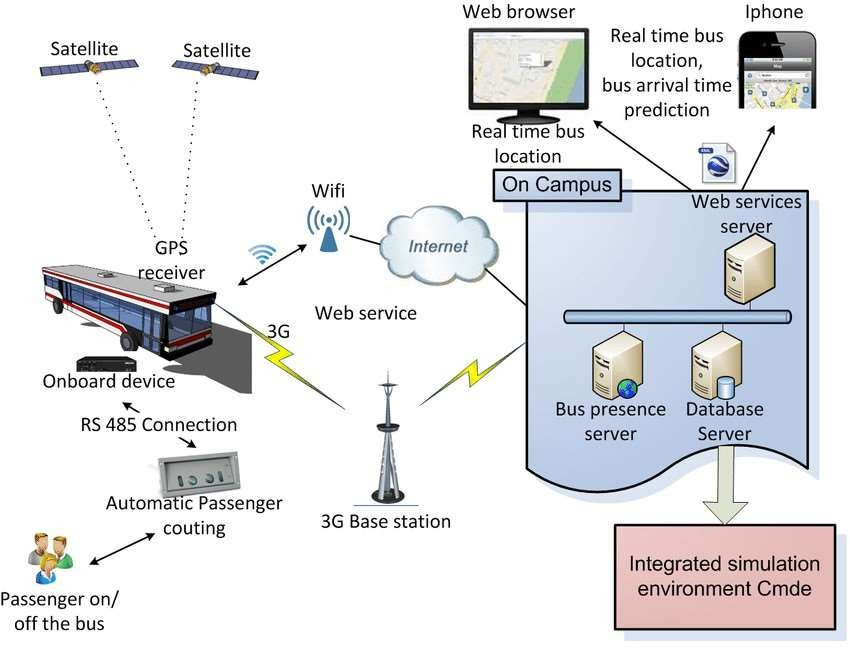 Web browser
Iphone
Satellite
Satellite
Real time bus
location,
bus arrival time
prediction
Real time bus
location
On Campus
Wifi
Web services
server
GPS
receiver
Internet
Web service
3G
Onboard device
RS 485 Connection
Bus presence
server
Database
Server
Automatic Passenger
couting
3G Base station
Integrated simulation
environment Cmde
Passenger on/
off the bus